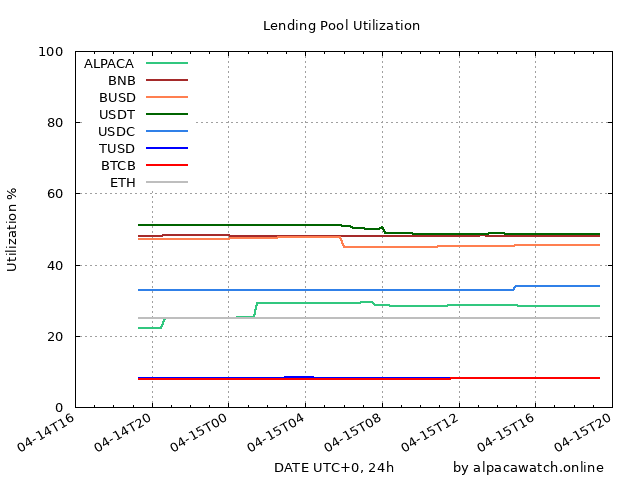 Lending Pool Utilization
100
80
60
40
20
0
Utilization %
ALPACA
BNB
BUSD
USDT
USDC
TUSD
BTCB
ETH
04-14T16
04-14T20
04-15T00
04-15T04
04-15T08
04-15T12
04-15T16
04-15T20
DATE UTC+0, 24h
by alpacawatch.online